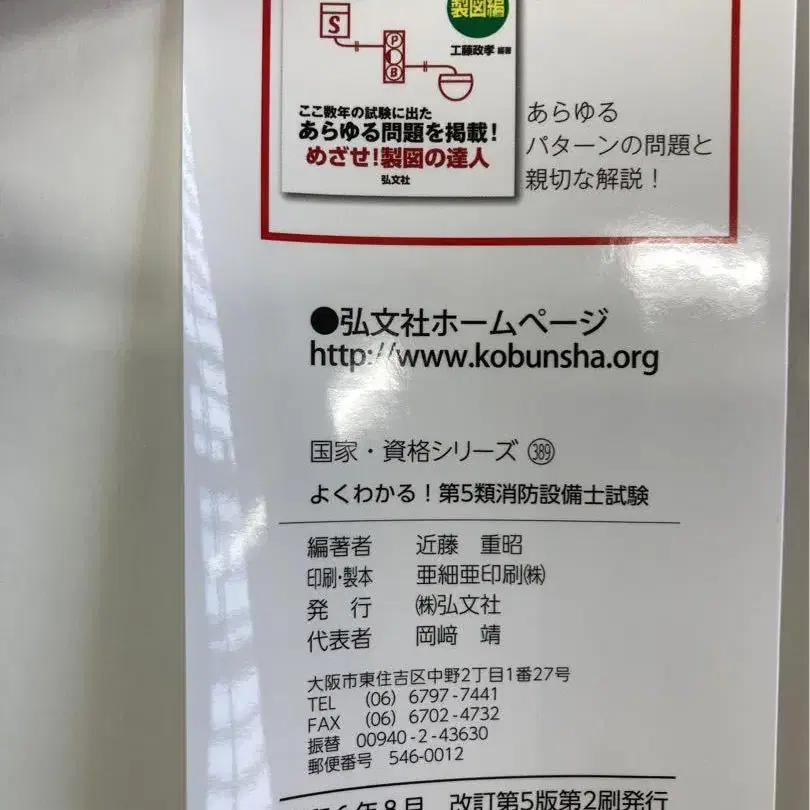 製図編
S
工藤政孝 編著
P
B
ここ数年の試験に出た
あらゆる問題を掲載！
めざせ！製図の達人
弘文社
あらゆる
パターンの問題と
親切な解説！
●弘文社ホームページ
http://www.kobunsha.org
国家・資格シリーズ 389
よくわかる！第5類消防設備士試験
編著者 近藤 重昭
印刷・製本 亜細亜印刷㈱
発 行 ㈱弘文社
代表者 岡﨑 靖
大阪市東住吉区中野2丁目1番27号
TEL (06) 6797-7441
FAX (06) 6702-4732
振替 00940-2-43630
郵便番号 546-0012
6年8月 改訂第5版第2刷発行